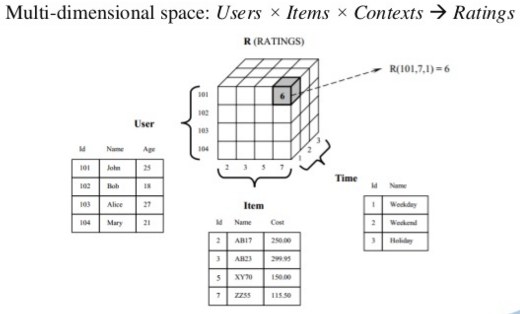 Multi-dimensional space: Users × Items × Contexts → Ratings
R (RATINGS)
R(101,7,1) = 6
6
101
102
103
104
User
2 3 5 7
1
2
3
Id Name Age
101 John 25
102 Bob 18
103 Alice 27
104 Mary 21
Item
Id Name Cost
2 AB17 250.00
3 AB23 299.95
5 XY70 150.00
7 ZZ55 115.50
Time
Id Name
1 Weekday
2 Weekend
3 Holiday